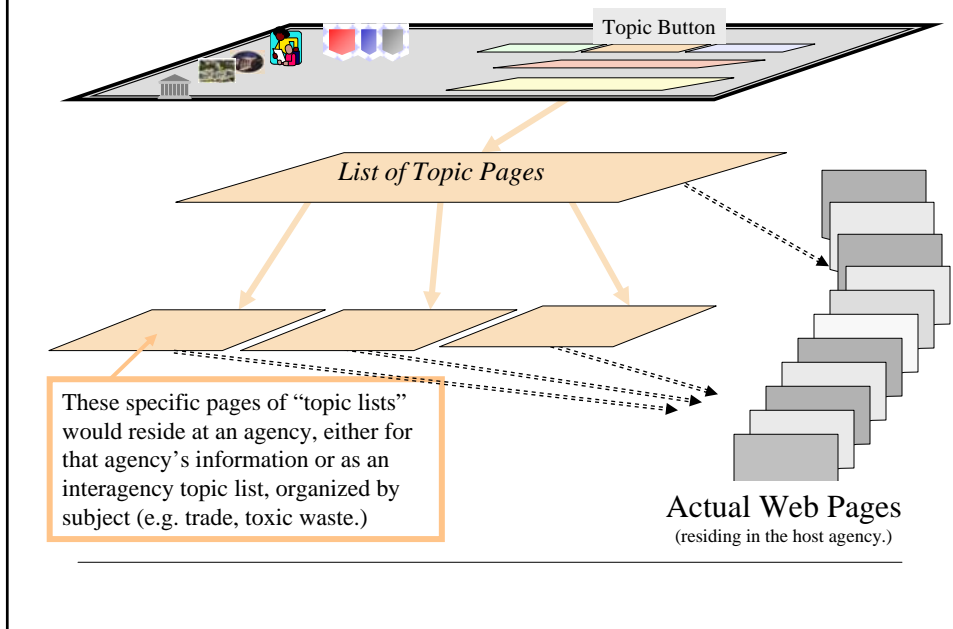 Topic Button
List of Topic Pages
These specific pages of “topic lists”
would reside at an agency, either for
that agency’s information or as an
interagency topic list, organized by
subject (e.g. trade, toxic waste.)
Actual Web Pages
(residing in the host agency.)